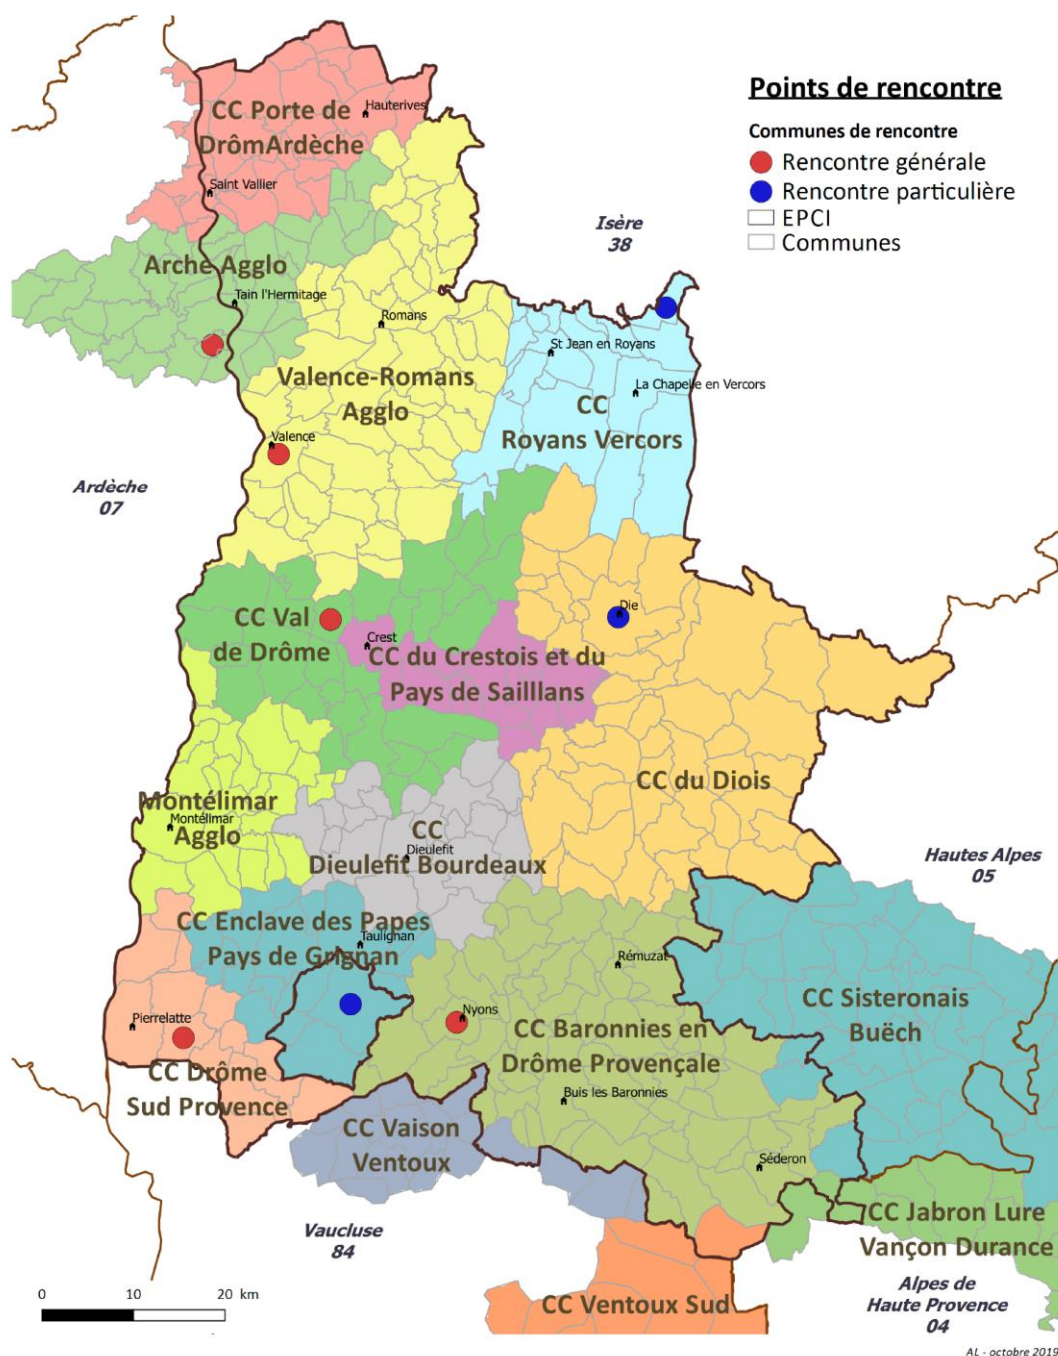 Points de rencontre
Communes de rencontre
Rencontre générale
Rencontre particulière
EPCI
Communes
CC Porte de
DrômArdèche
Hauterives
Saint Vallier
Isère
38
Arche Agglo
Tain l'Hermitage
Romans
St Jean en Royans
La Chapelle en Vercors
Valence-Romans
Agglo
CC
Royans Vercors
Valence
Ardèche
07
Die
CC Val
de Drôme
Crest
CC du Crestois et du
Pays de Sailllans
CC du Diois
Montélimar
Agglo
Montélimar
CC
Dieulefit Bourdeaux
Dieulefit
Hautes Alpes
05
CC Enclave des Papes
Pays de Grignan
Taulignan
Rémuzat
CC Sisteronais
Buëch
Pierrelatte
Nyons
CC Baronnies en
Drôme Provençale
CC Drôme
Sud Provence
Buis les Baronnies
CC Vaison
Ventoux
Séderon
Vaucluse
84
CC Jabron Lure
Vançon Durance
Alpes de
Haute Provence
04
CC Ventoux Sud
0 10 20 km
AL - octobre 2019